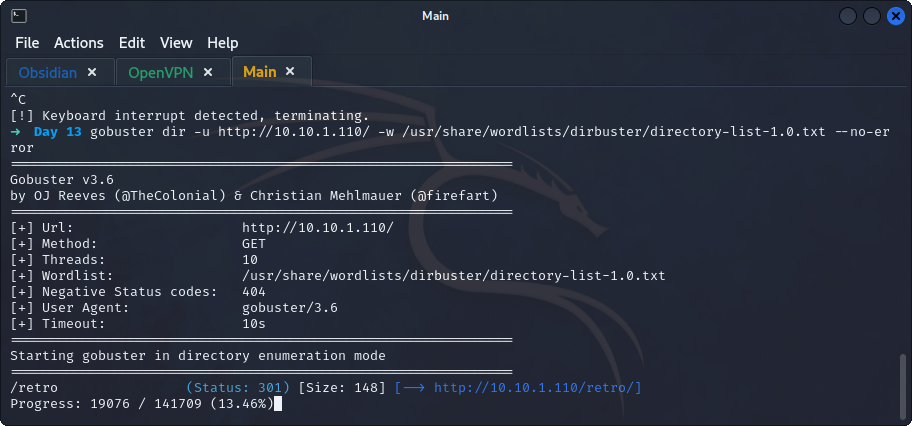 Main
File Actions Edit View Help
Obsidian × OpenVPN × Main ×
^C
[!] Keyboard interrupt detected, terminating.
→ Day 13 gobuster dir -u http://10.10.1.110/ -w /usr/share/wordlists/dirbuster/directory-list-1.0.txt --no-er
ror
===============================================================
Gobuster v3.6
by OJ Reeves (@TheColonial) & Christian Mehlmauer (@firefart)
===============================================================
[+] Url:                     http://10.10.1.110/
[+] Method:                  GET
[+] Threads:                 10
[+] Wordlist:                /usr/share/wordlists/dirbuster/directory-list-1.0.txt
[+] Negative Status codes:   404
[+] User Agent:              gobuster/3.6
[+] Timeout:                 10s
===============================================================
Starting gobuster in directory enumeration mode
===============================================================
/retro                (Status: 301) [Size: 148] [--> http://10.10.1.110/retro/]
Progress: 19076 / 141709 (13.46%)